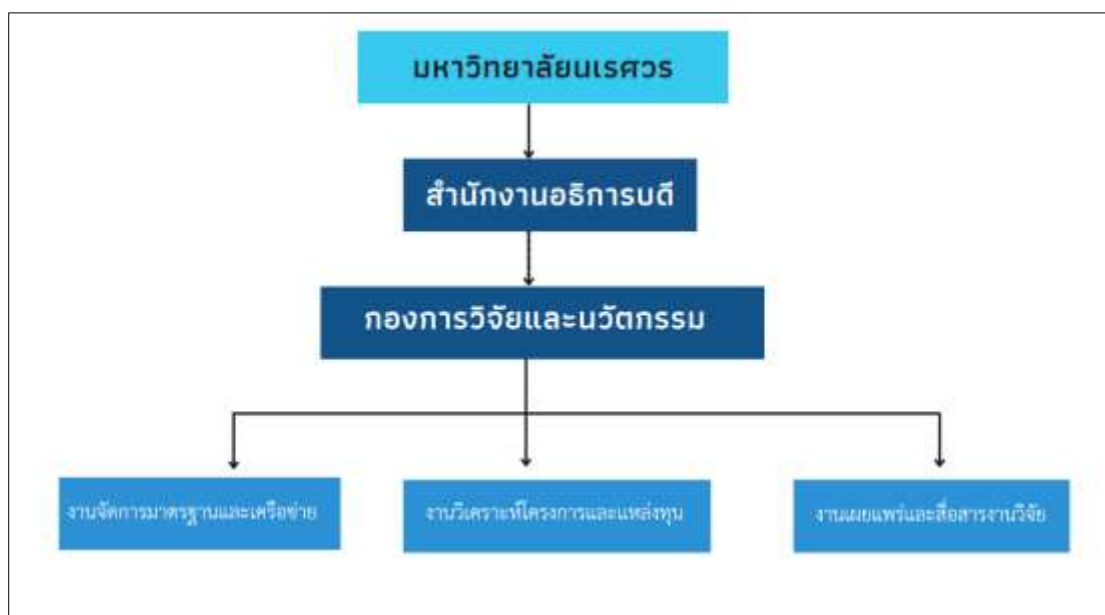 มหาวิทยาลัยนเรศวร
สำนักงานอธิการบดี
กองการวิจัยและนวัตกรรม
งานจัดการมาตรฐานและเครือข่าย
งานวิเคราะห์โครงการและแหล่งทุน
งานเผยแพร่และสื่อสารงานวิจัย